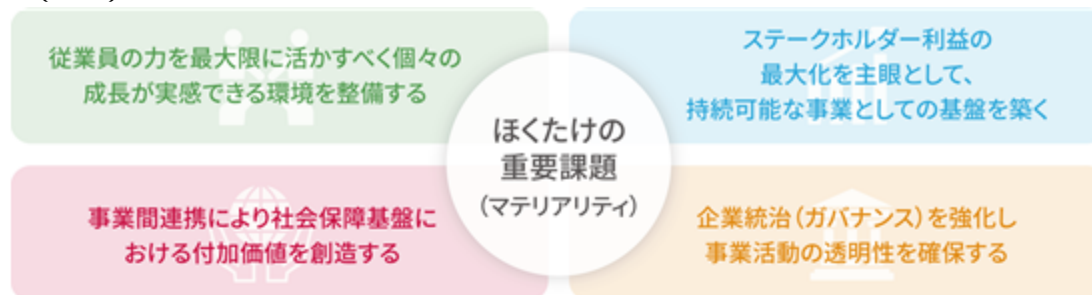 従業員の力を最大限に活かすべく個々の
成長が実感できる環境を整備する
ステークホルダー利益の
最大化を主眼として、
持続可能な事業としての基盤を築く
ほくたけの
重要課題
（マテリアリティ）
事業間連携により社会保障基盤に
おける付加価値を創造する
企業統治（ガバナンス）を強化し
事業活動の透明性を確保する